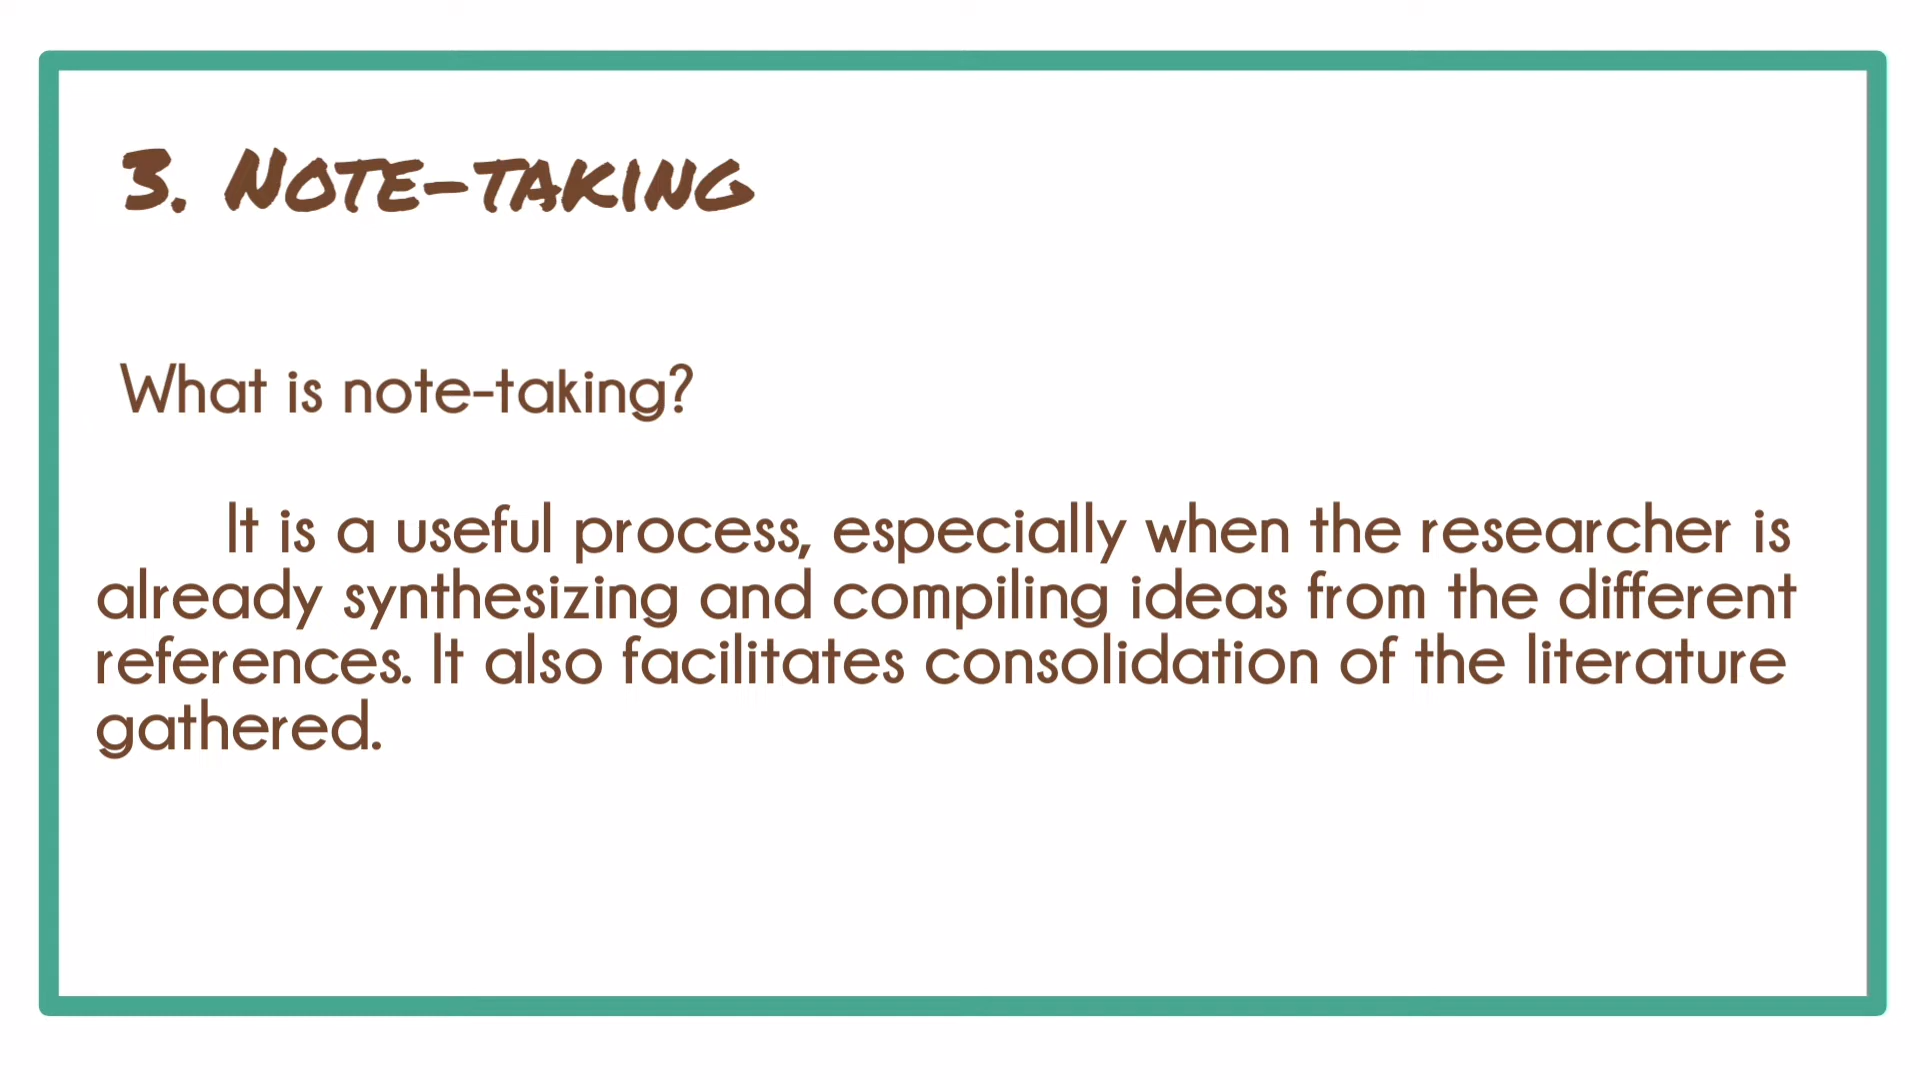 3. Note-taking
What is note-taking?
It is a useful process, especially when the researcher is
already synthesizing and compiling ideas from the different
references. It also facilitates consolidation of the literature
gathered.